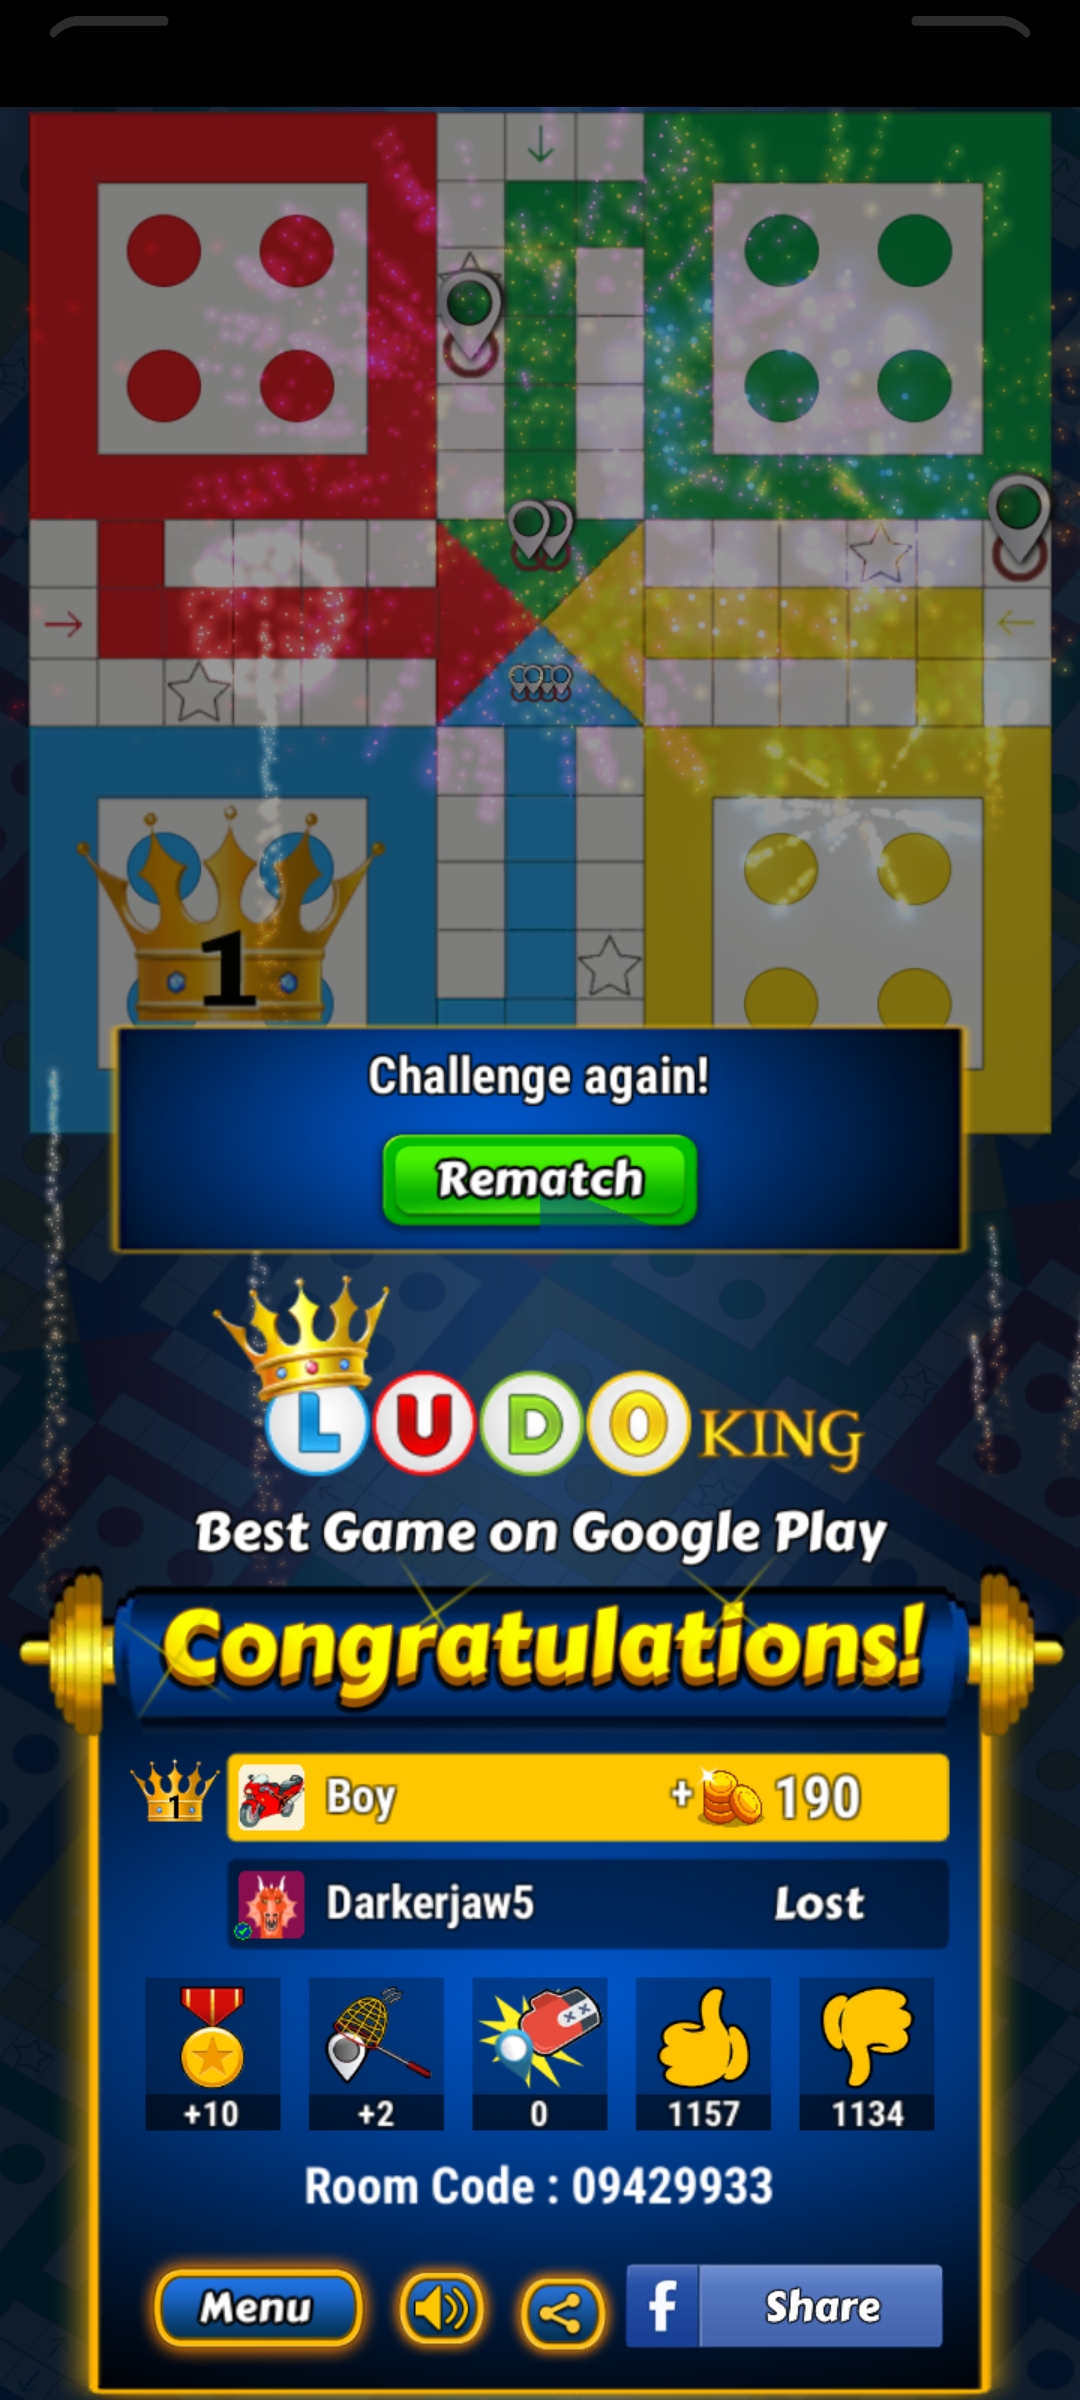 1
Challenge again!
Rematch
LUDO KING
Best Game on Google Play
Congratulations!
1 Boy + 190
Darkerjaw5 Lost
+10 +2 0 1157 1134
Room Code : 09429933
Menu f Share